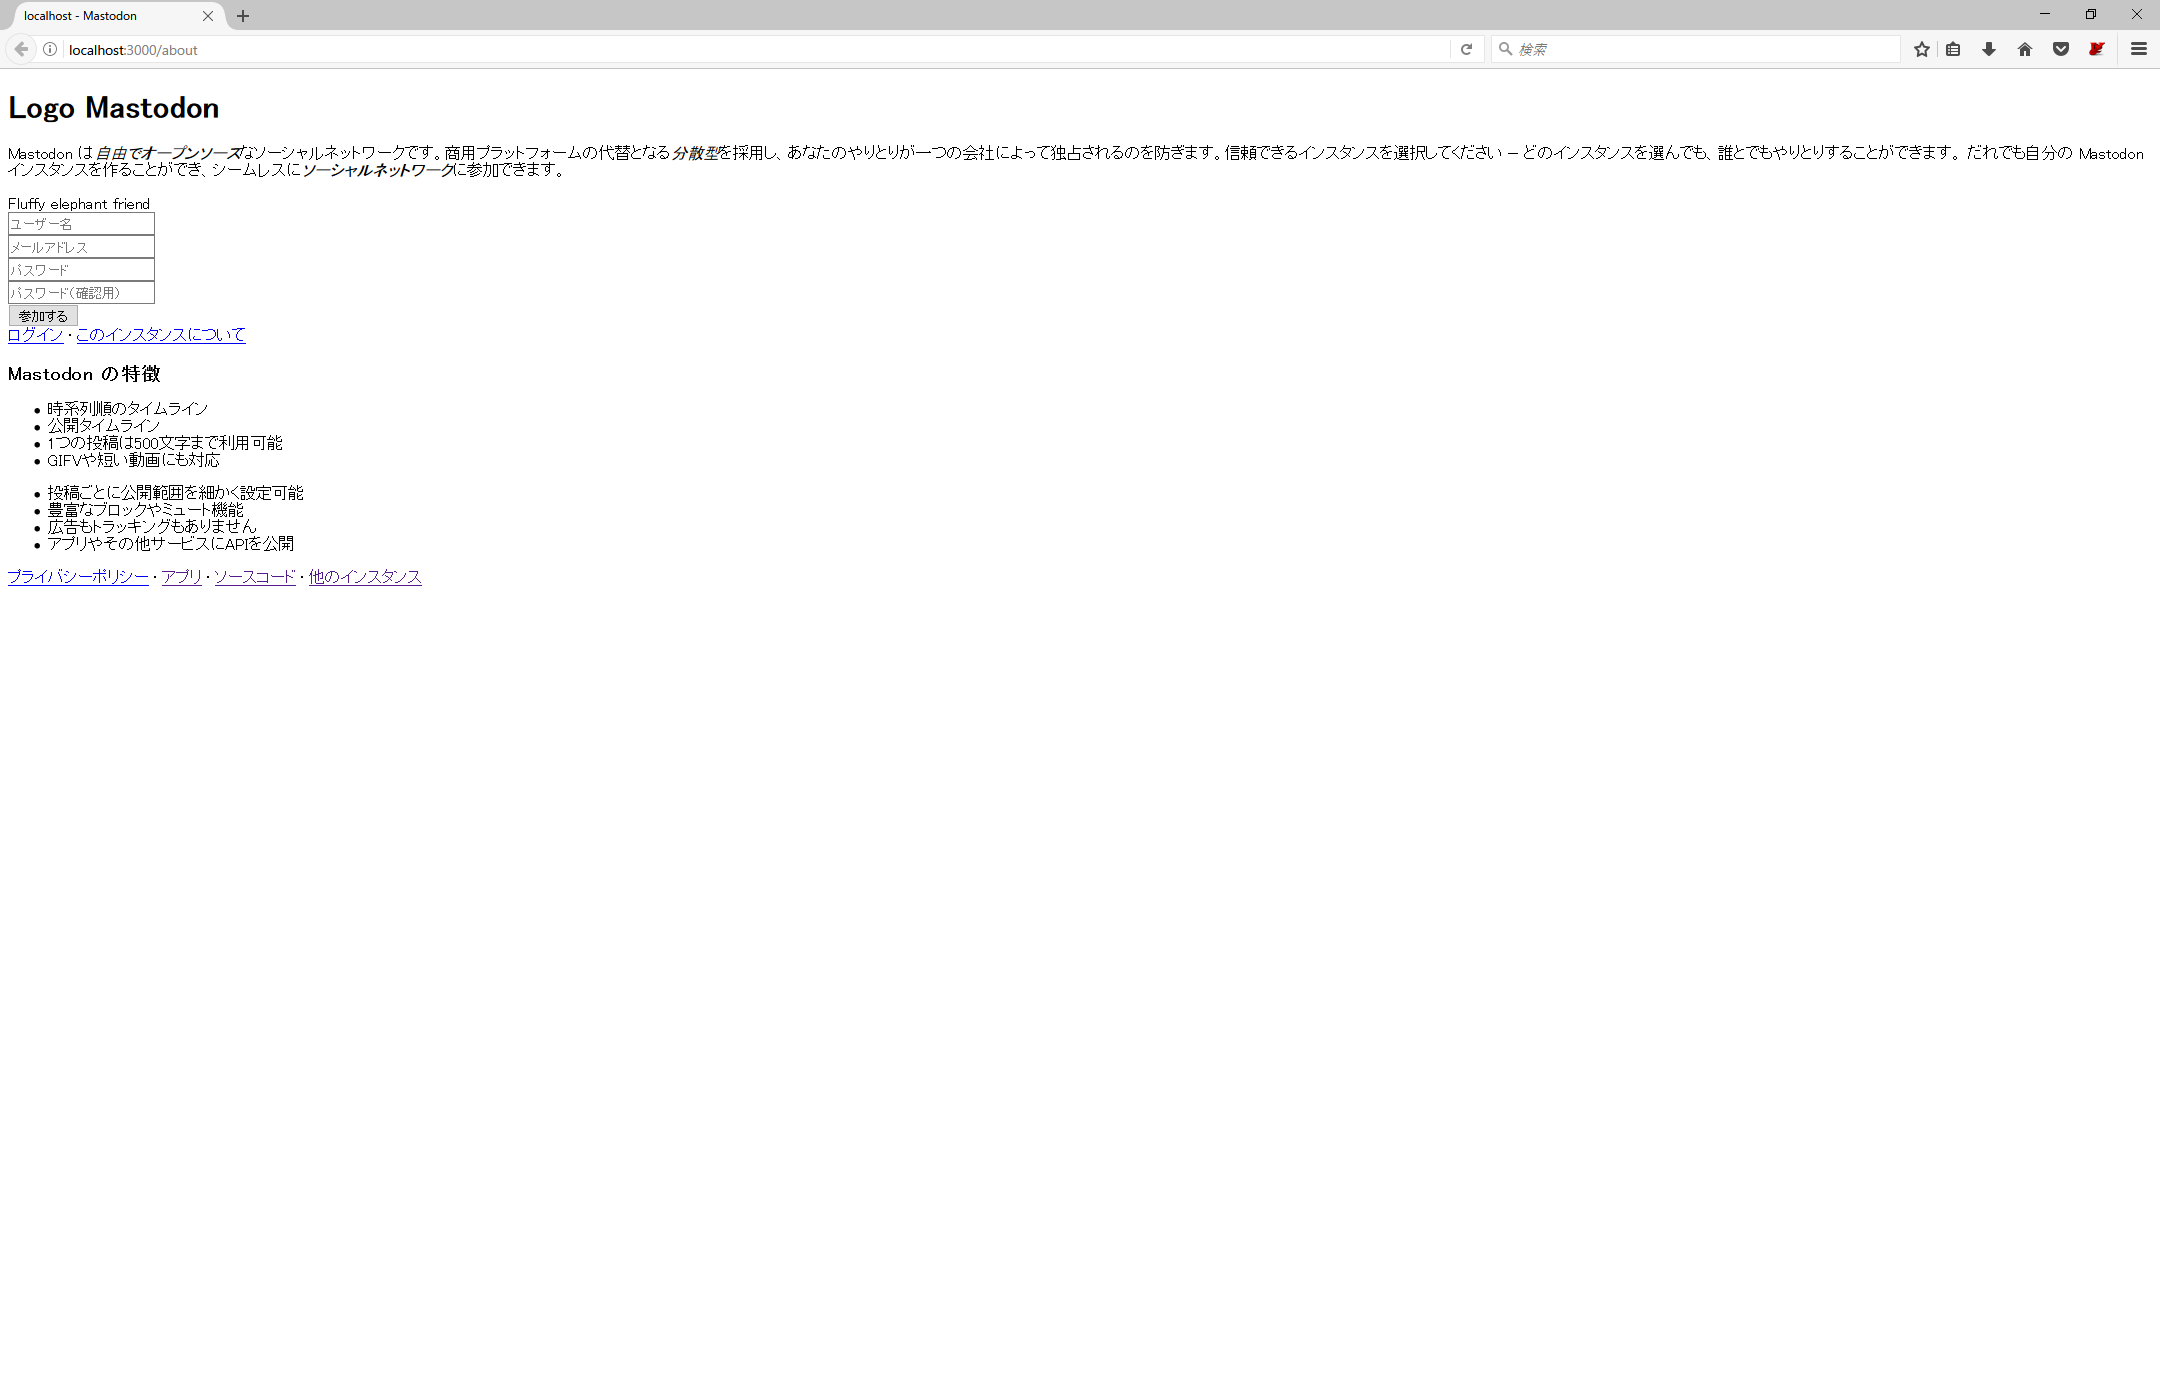 localhost - Mastodon
localhost:3000/about
検索
Logo Mastodon
Mastodon は自由でオープンソースなソーシャルネットワークです。商用プラットフォームの代替となる分散型を採用し、あなたのやりとりが一つの会社によって独占されるのを防ぎます。信頼できるインスタンスを選択してください — どのインスタンスを選んでも、誰とでもやりとりすることができます。 だれでも自分の Mastodon
インスタンスを作ることができ、シームレスにソーシャルネットワークに参加できます。
Fluffy elephant friend
ユーザー名
メールアドレス
パスワード
パスワード(確認用)
参加する
ログイン · このインスタンスについて
Mastodon の特徴
• 時系列順のタイムライン
• 公開タイムライン
• 1つの投稿は500文字まで利用可能
• GIFVや短い動画にも対応
• 投稿ごとに公開範囲を細かく設定可能
• 豊富なブロックやミュート機能
• 広告もトラッキングもありません
• アプリやその他サービスにAPIを公開
プライバシーポリシー · アプリ · ソースコード · 他のインスタンス